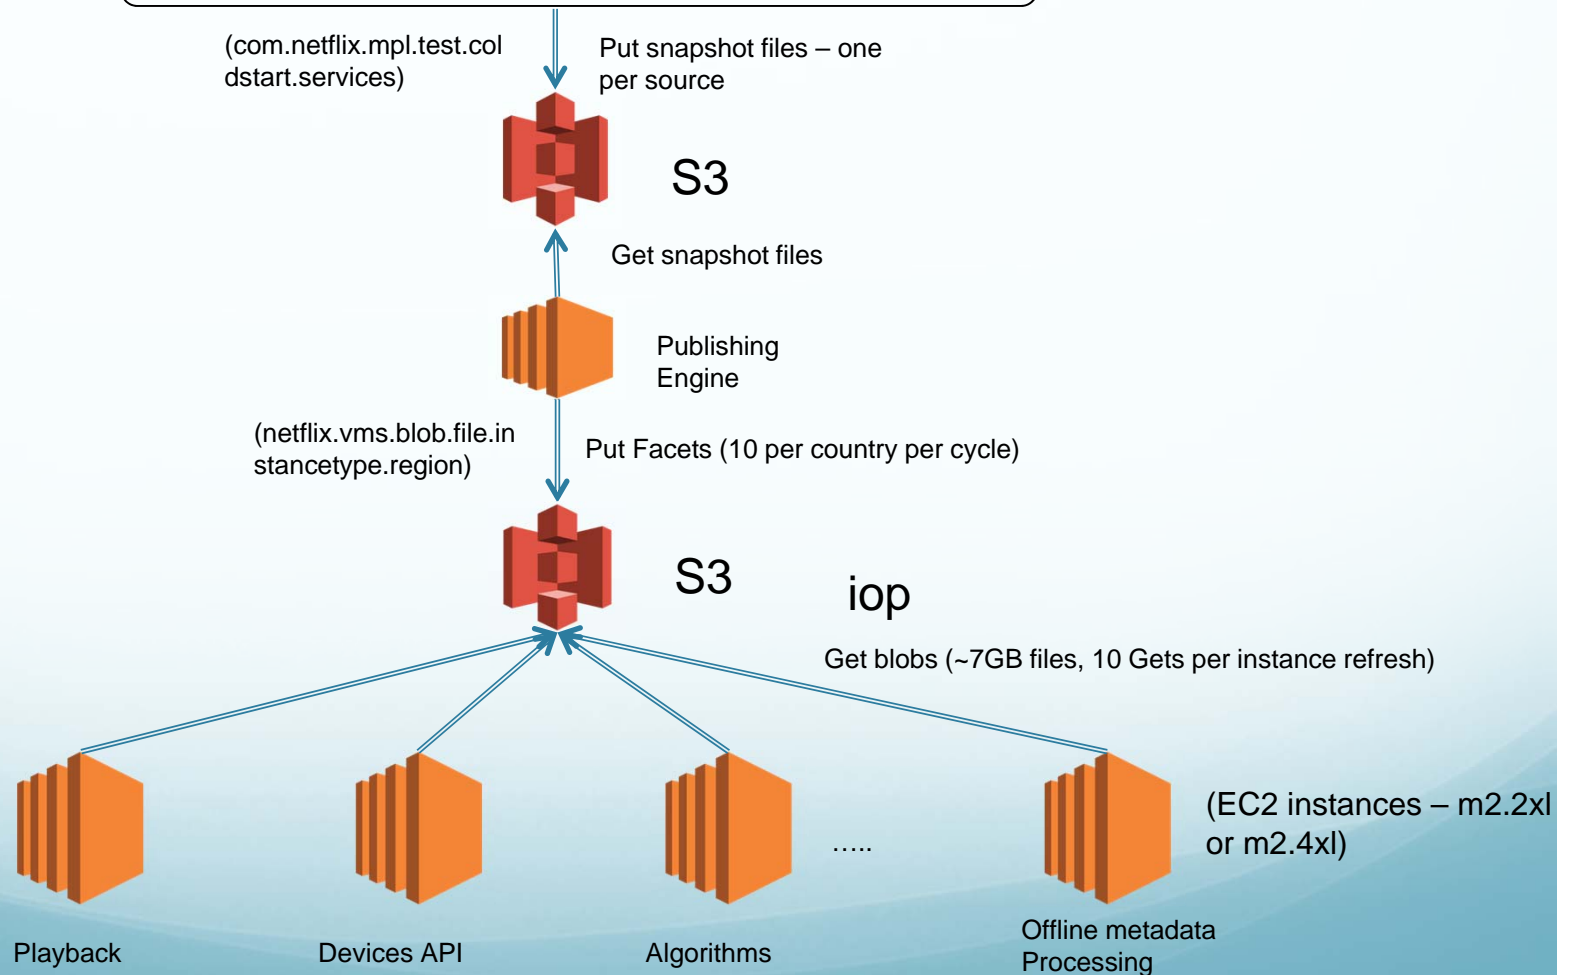 (com.netflix.mpl.test.col
dstart.services)
Put snapshot files – one
per source
S3
Get snapshot files
Publishing
Engine
(netflix.vms.blob.file.in
stancetype.region)
Put Facets (10 per country per cycle)
S3
iop
Get blobs (~7GB files, 10 Gets per instance refresh)
(EC2 instances – m2.2xl
or m2.4xl)
…..
Playback
Devices API
Algorithms
Offline metadata
Processing